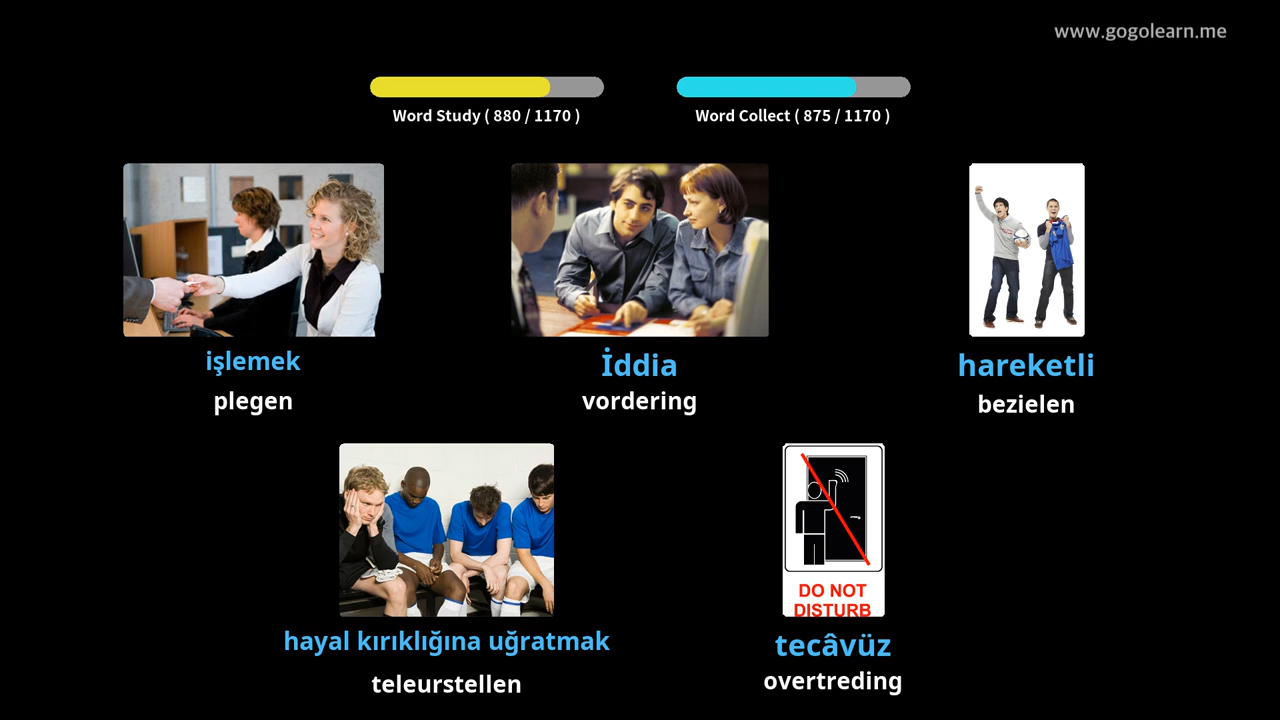 www.gogolearn.me
Word Study ( 880 / 1170 )
Word Collect ( 875 / 1170 )
işlemek
plegen
İddia
vordering
hareketli
bezielen
hayal kırıklığına uğratmak
teleurstellen
DO NOT
DISTURB
tecâvüz
overtreding